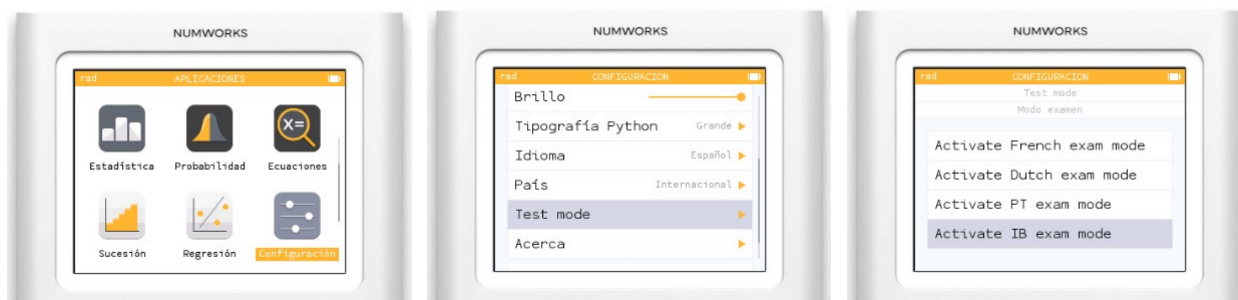 NUMWORKS
rad APLICACIONES
Estadística Probabilidad Ecuaciones
X=
Sucesión Regresión Configuración
NUMWORKS
rad CONFIGURACION
Brillo
Tipografía Python Grande
Idioma Español
País Internacional
Test mode
Acerca
NUMWORKS
rad CONFIGURACION
Test mode
Modo examen
Activate French exam mode
Activate Dutch exam mode
Activate PT exam mode
Activate IB exam mode